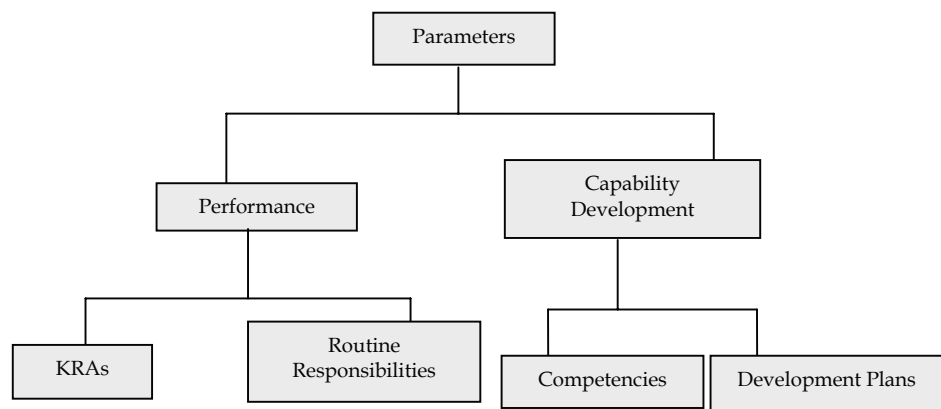 Parameters
Performance
Capability
Development
KRAs
Routine
Responsibilities
Competencies
Development Plans